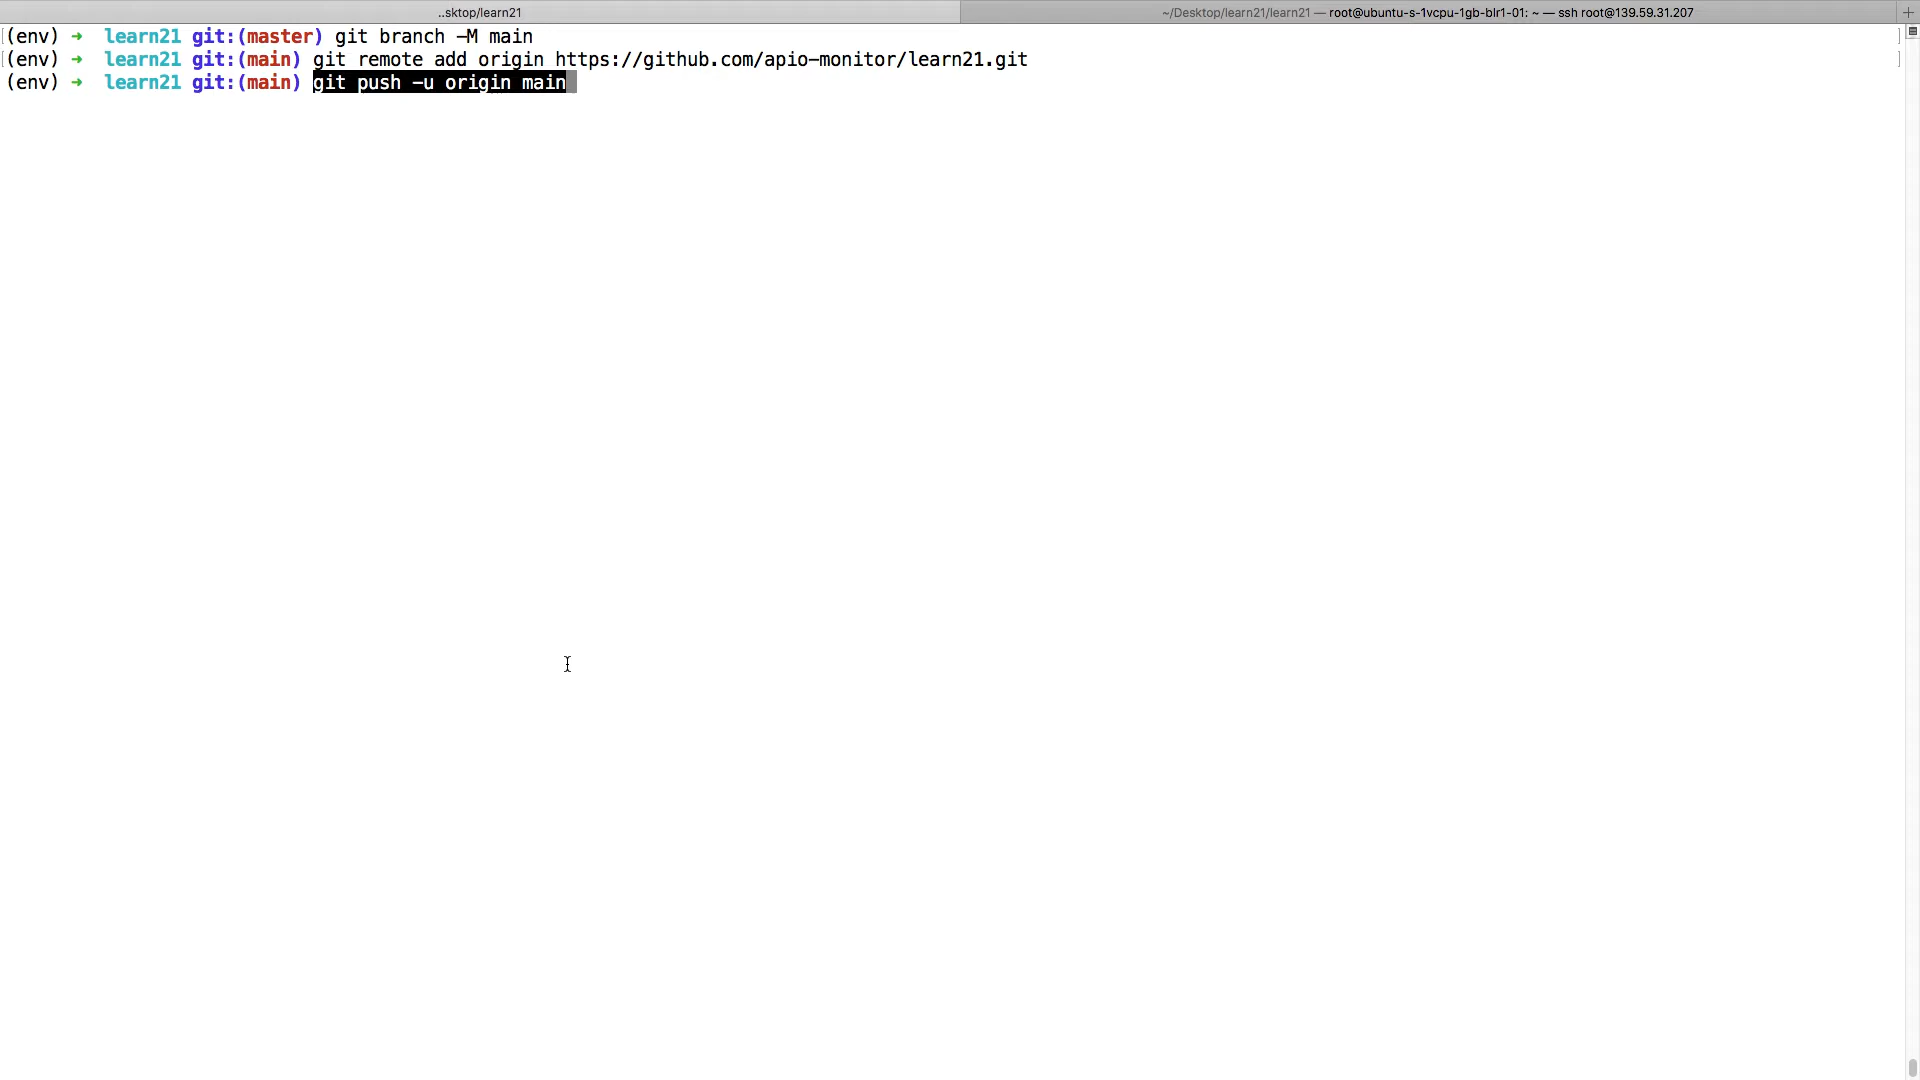 ..sktop/learn21
~/Desktop/learn21/learn21 — root@ubuntu-s-1vcpu-1gb-blr1-01: ~ — ssh root@139.59.31.207
(env) ➜ learn21 git:(master) git branch -M main
(env) ➜ learn21 git:(main) git remote add origin https://github.com/apio-monitor/learn21.git
(env) ➜ learn21 git:(main) git push -u origin main